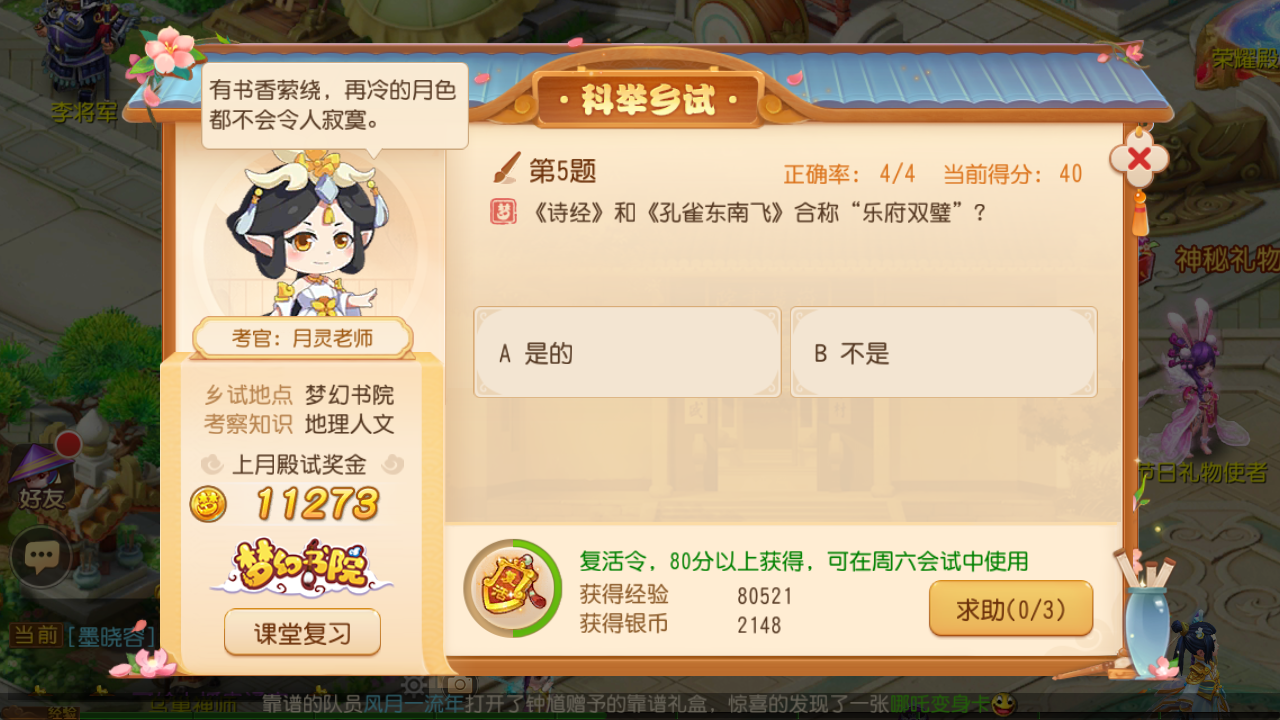 荣耀殿
李将军
有书香萦绕，再冷的月色
都不会令人寂寞。
·科举乡试·
第5题
正确率： 4/4 当前得分： 40
《诗经》和《孔雀东南飞》合称“乐府双璧”？
神秘礼物
A 是的
B 不是
考官：月灵老师
乡试地点 梦幻书院
考察知识 地理人文
上月殿试奖金
11273
梦幻书院
课堂复习
好友
节日礼物使者
复活令，80分以上获得，可在周六会试中使用
获得经验 80521
获得银币 2148
求助(0/3)
当前 [墨晓容]
靠谱的队员风月一流年打开了钟馗赠予的靠谱礼盒，惊喜的发现了一张哪吒变身卡
经验